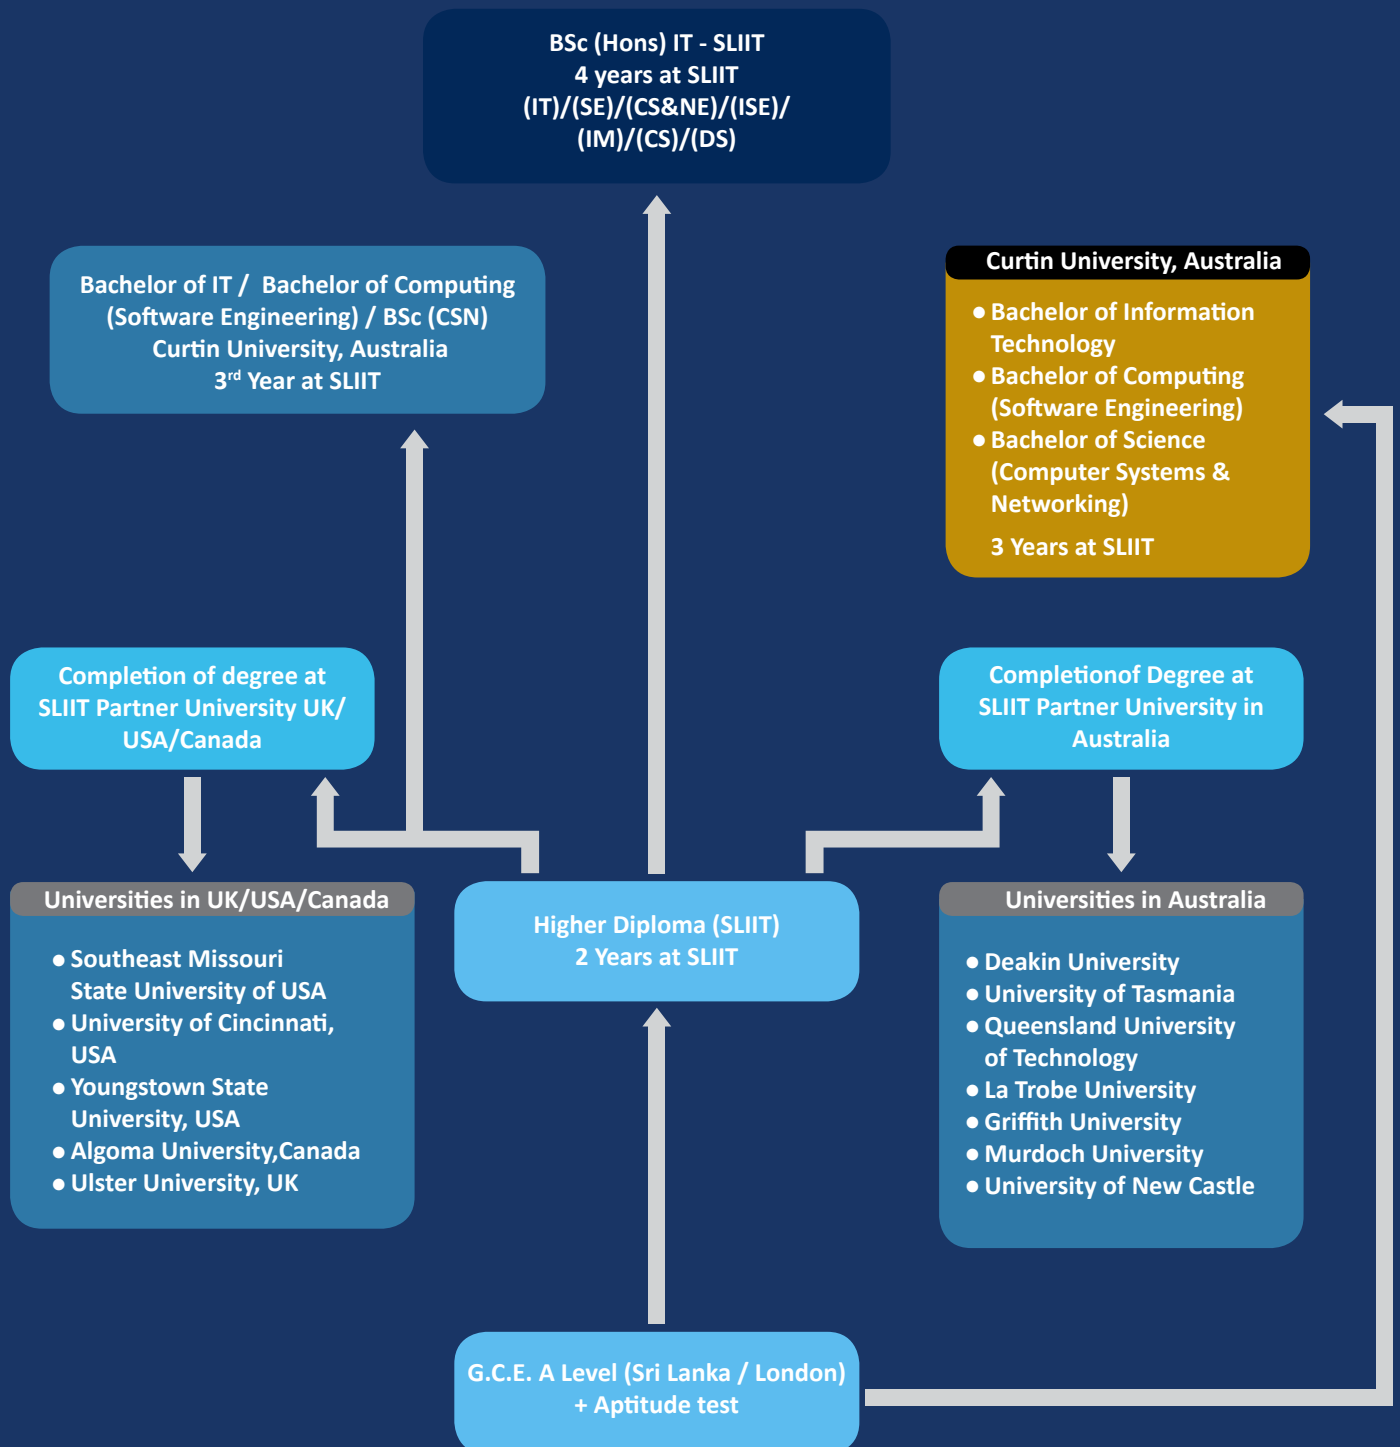 BSc (Hons) IT - SLIIT
4 years at SLIIT
(IT)/(SE)/(CS&NE)/(ISE)/
(IM)/(CS)/(DS)
Bachelor of IT / Bachelor of Computing
(Software Engineering) / BSc (CSN)
Curtin University, Australia
3rd Year at SLIIT
Curtin University, Australia
● Bachelor of Information
Technology
● Bachelor of Computing
(Software Engineering)
● Bachelor of Science
(Computer Systems &
Networking)
3 Years at SLIIT
Completion of degree at
SLIIT Partner University UK/
USA/Canada
Completionof Degree at
SLIIT Partner University in
Australia
Universities in UK/USA/Canada
● Southeast Missouri
State University of USA
● University of Cincinnati,
USA
● Youngstown State
University, USA
● Algoma University,Canada
● Ulster University, UK
Higher Diploma (SLIIT)
2 Years at SLIIT
Universities in Australia
● Deakin University
● University of Tasmania
● Queensland University
of Technology
● La Trobe University
● Griffith University
● Murdoch University
● University of New Castle
G.C.E. A Level (Sri Lanka / London)
+ Aptitude test